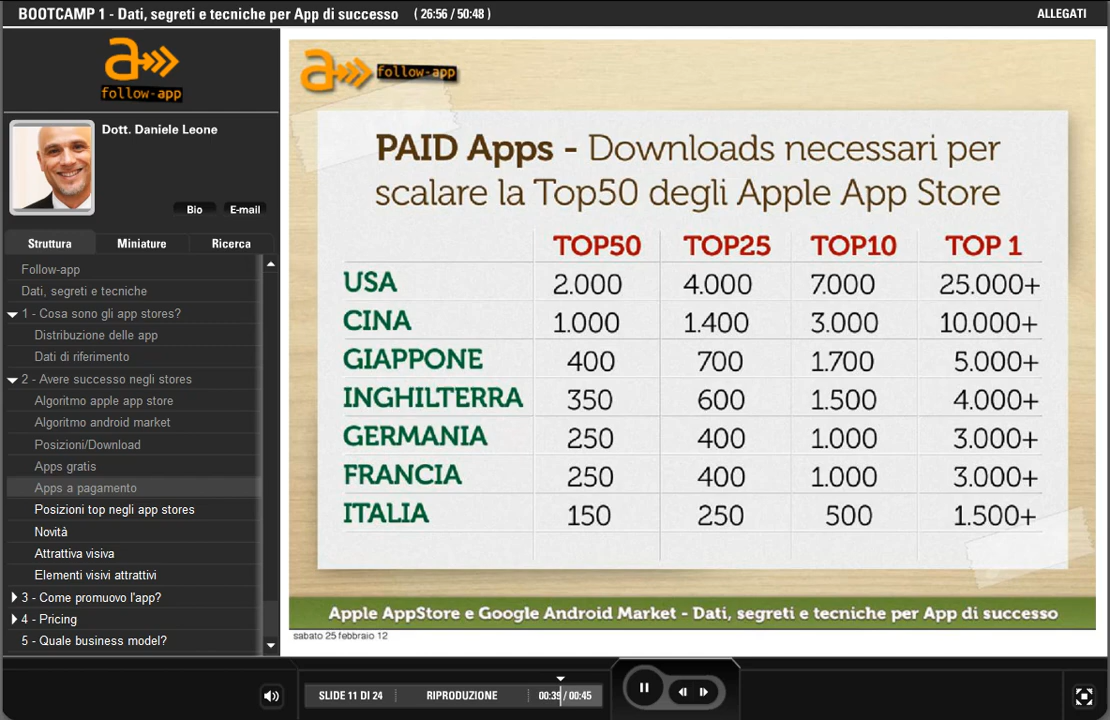 BOOTCAMP 1 - Dati, segreti e tecniche per App di successo ( 26:56 / 50:48 )
ALLEGATI
a
follow-app
Dott. Daniele Leone
Bio E-mail
Struttura Miniature Ricerca
Follow-app
Dati, segreti e tecniche
1 - Cosa sono gli app stores?
Distribuzione delle app
Dati di riferimento
2 - Avere successo negli stores
Algoritmo apple app store
Algoritmo android market
Posizioni/Download
Apps gratis
Apps a pagamento
Posizioni top negli app stores
Novità
Attrattiva visiva
Elementi visivi attrattivi
3 - Come promuovo l'app?
4 - Pricing
5 - Quale business model?
a
follow-app
PAID Apps - Downloads necessari per
scalare la Top50 degli Apple App Store
TOP50 TOP25 TOP10 TOP 1
USA 2.000 4.000 7.000 25.000+
CINA 1.000 1.400 3.000 10.000+
GIAPPONE 400 700 1.700 5.000+
INGHILTERRA 350 600 1.500 4.000+
GERMANIA 250 400 1.000 3.000+
FRANCIA 250 400 1.000 3.000+
ITALIA 150 250 500 1.500+
Apple AppStore e Google Android Market - Dati, segreti e tecniche per App di successo
sabato 25 febbraio 12
SLIDE 11 DI 24 RIPRODUZIONE 00:39 / 00:45